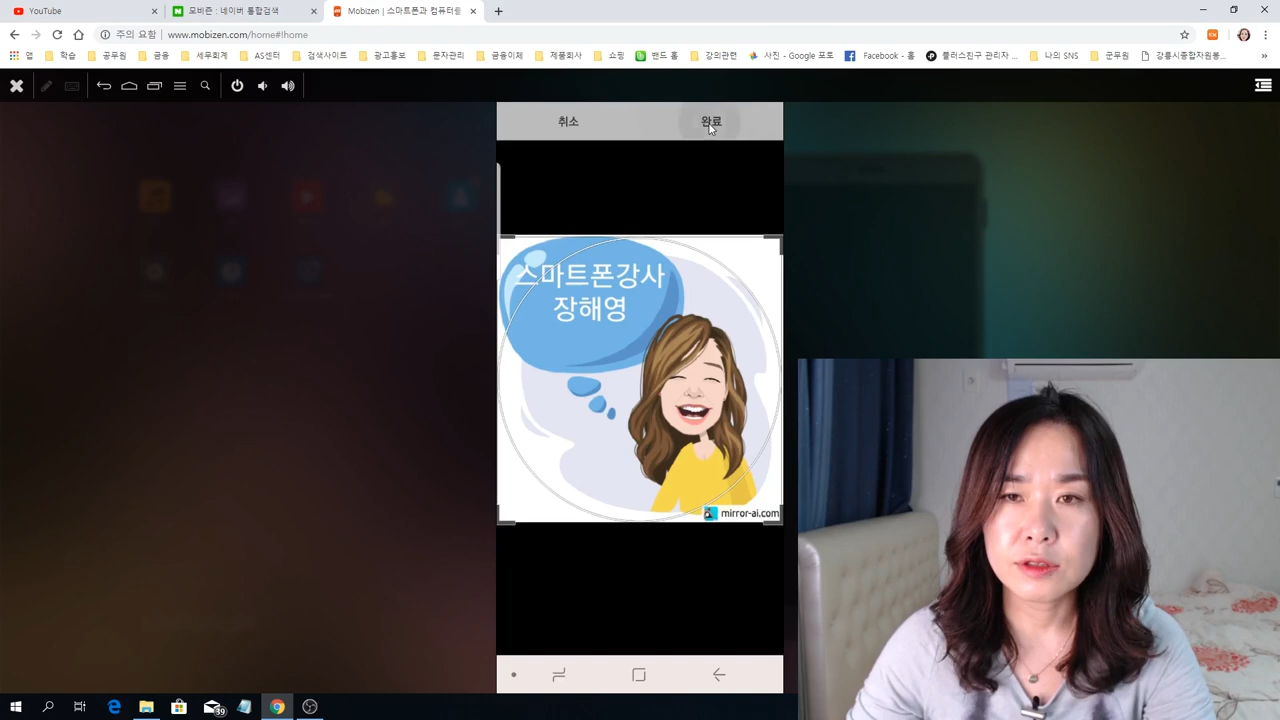 YouTube
모비즌 : 네이버 통합검색
Mobizen | 스마트폰과 컴퓨터를
주의 요함 | www.mobizen.com/home#!home
앱 학습 공무원 금융 세무회계 AS센터 검색사이트 광고홍보 문자관리 금융이체 제품회사 쇼핑 밴드 홈 강의관련 사진 - Google 포토 Facebook - 홈 플러스친구 관리자 ... 나의 SNS 군무원 강릉시종합자원봉...
취소 완료
스마트폰강사
장해영
mirror-ai.com
39